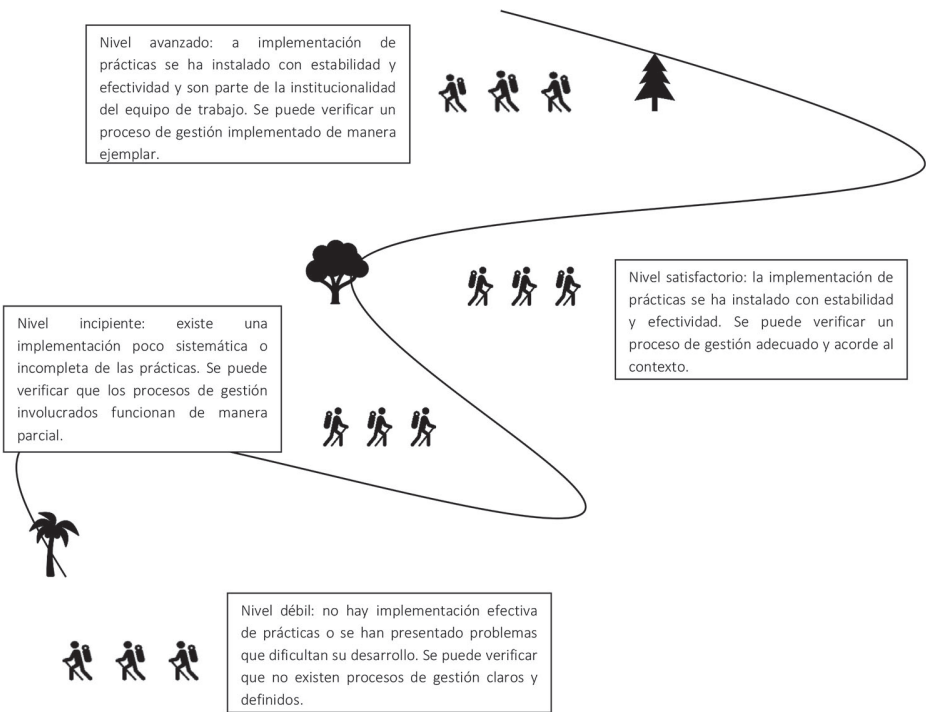 Nivel avanzado: a implementación de
prácticas se ha instalado con estabilidad y
efectividad y son parte de la institucionalidad
del equipo de trabajo. Se puede verificar un
proceso de gestión implementado de manera
ejemplar.
Nivel satisfactorio: la implementación de
prácticas se ha instalado con estabilidad
y efectividad. Se puede verificar un
proceso de gestión adecuado y acorde al
contexto.
Nivel incipiente: existe una
implementación poco sistemática o
incompleta de las prácticas. Se puede
verificar que los procesos de gestión
involucrados funcionan de manera
parcial.
Nivel débil: no hay implementación efectiva
de prácticas o se han presentado problemas
que dificultan su desarrollo. Se puede verificar
que no existen procesos de gestión claros y
definidos.